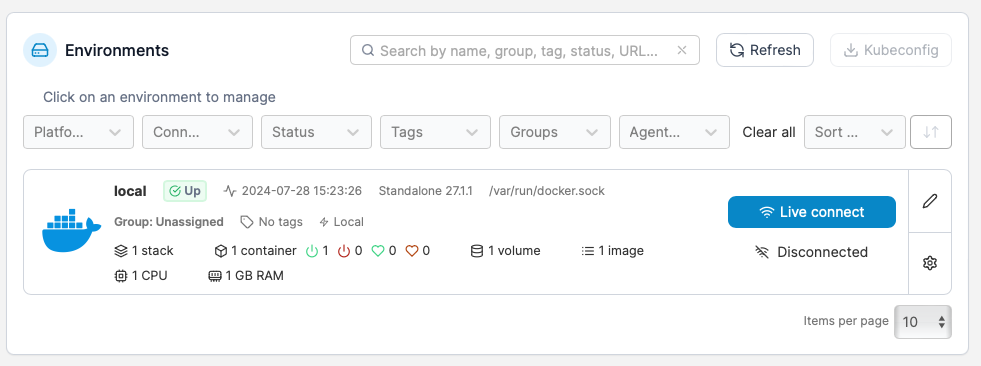 Environments
Search by name, group, tag, status, URL...
Refresh
Kubeconfig
Click on an environment to manage
Platfo... Conn... Status Tags Groups Agent... Clear all Sort ...
local Up 2024-07-28 15:23:26 Standalone 27.1.1 /var/run/docker.sock
Group: Unassigned No tags Local
Live connect
1 stack 1 container 1 0 0 0 1 volume 1 image
Disconnected
1 CPU 1 GB RAM
Items per page 10